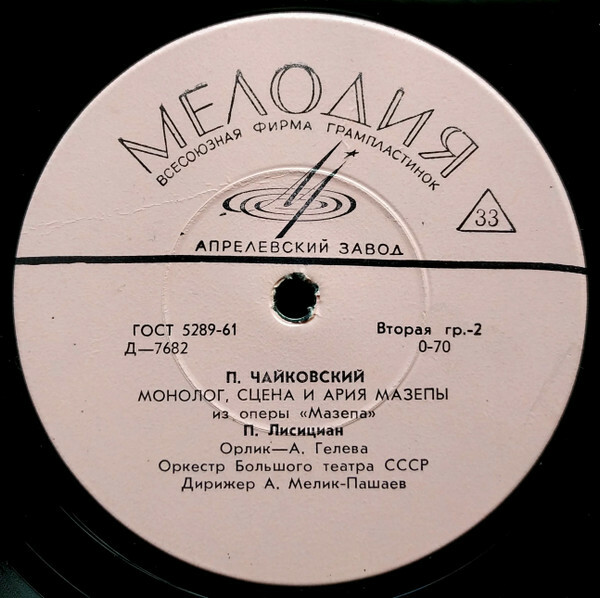 МЕЛОДИЯ
ВСЕСОЮЗНАЯ ФИРМА ГРАМПЛАСТИНОК
33
АПРЕЛЕВСКИЙ ЗАВОД
ГОСТ 5289-61 Вторая гр.-2
Д—7682 0-70
П. ЧАЙКОВСКИЙ
МОНОЛОГ, СЦЕНА И АРИЯ МАЗЕПЫ
из оперы «Мазепа»
П. Лисициан
Орлик—А. Гелева
Оркестр Большого театра СССР
Дирижер А. Мелик-Пашаев